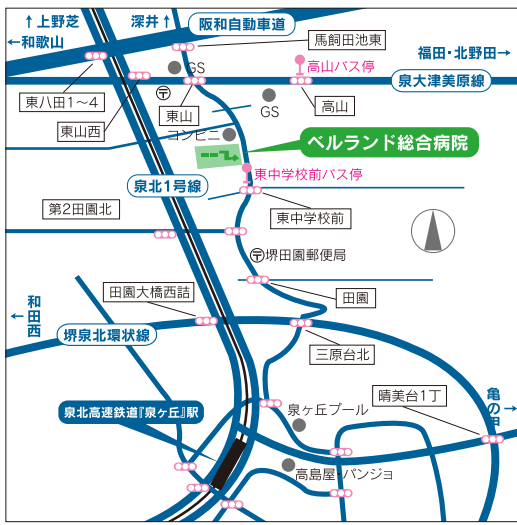 ↑上野芝
深井↑
阪和自動車道
馬飼田池東
←和歌山
福田・北野田→
高山バス停
GS
泉大津美原線
東八田1〜4
〒
東山
GS
高山
東山西
コンビニ
ベルランド総合病院
東中学校前バス停
泉北1号線
第2田園北
東中学校前
〒堺田園郵便局
田園大橋西詰
田園
←和田西
堺泉北環状線
三原台北
晴美台1丁
亀の甲→
泉北高速鉄道『泉ヶ丘』駅
泉ヶ丘プール
高島屋・パンジョ